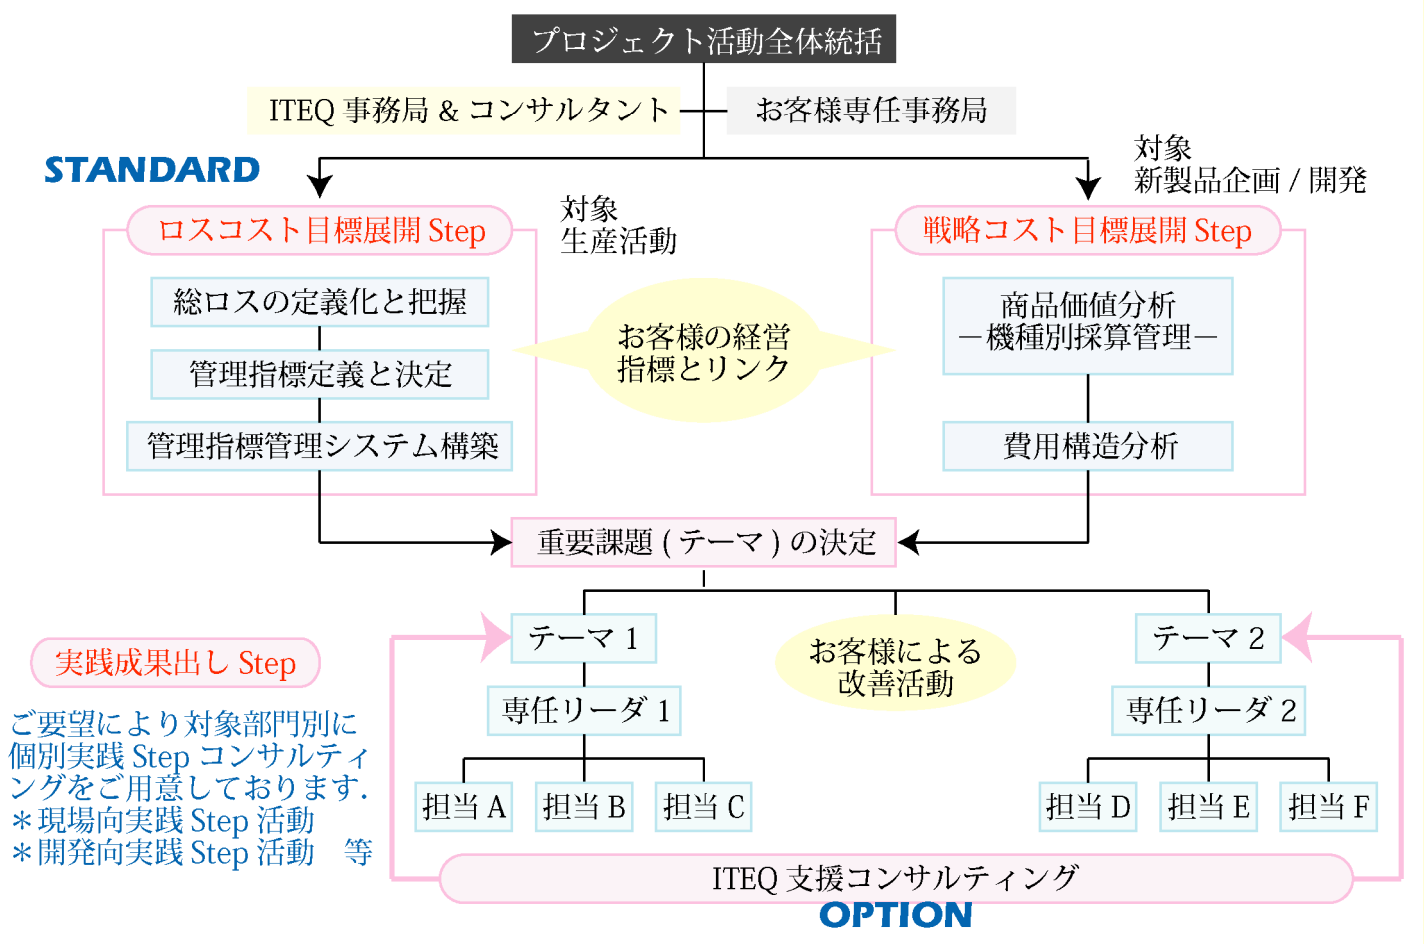 プロジェクト活動全体統括
ITEQ 事務局 & コンサルタント
お客様専任事務局
STANDARD
対象
新製品企画 / 開発
ロスコスト目標展開 Step
対象
生産活動
戦略コスト目標展開 Step
総ロスの定義化と把握
管理指標定義と決定
管理指標管理システム構築
お客様の経営
指標とリンク
商品価値分析
－機種別採算管理－
費用構造分析
重要課題 ( テーマ ) の決定
テーマ 1
お客様による
改善活動
テーマ 2
専任リーダ 1
専任リーダ 2
担当 A
担当 B
担当 C
担当 D
担当 E
担当 F
実践成果出し Step
ご要望により対象部門別に
個別実践 Step コンサルティ
ングをご用意しております.
＊現場向実践 Step 活動
＊開発向実践 Step 活動　等
ITEQ 支援コンサルティング
OPTION